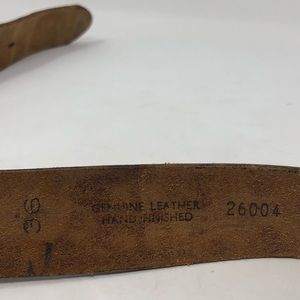 36
GENUINE LEATHER
HAND FINISHED
26004